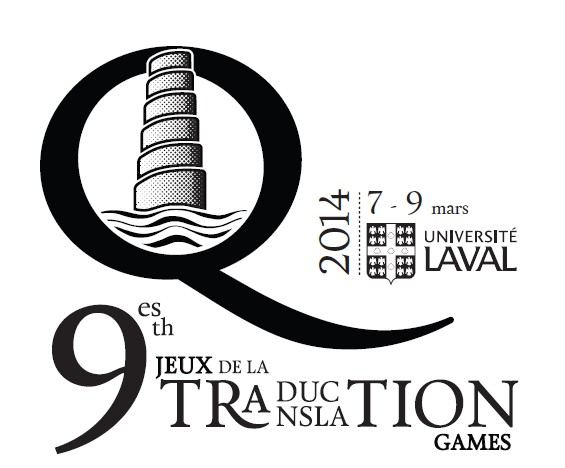 Q
2014
7 - 9 mars
UNIVERSITÉ
LAVAL
9es
th
JEUX DE LA
TRADUCTION
NSLA
GAMES